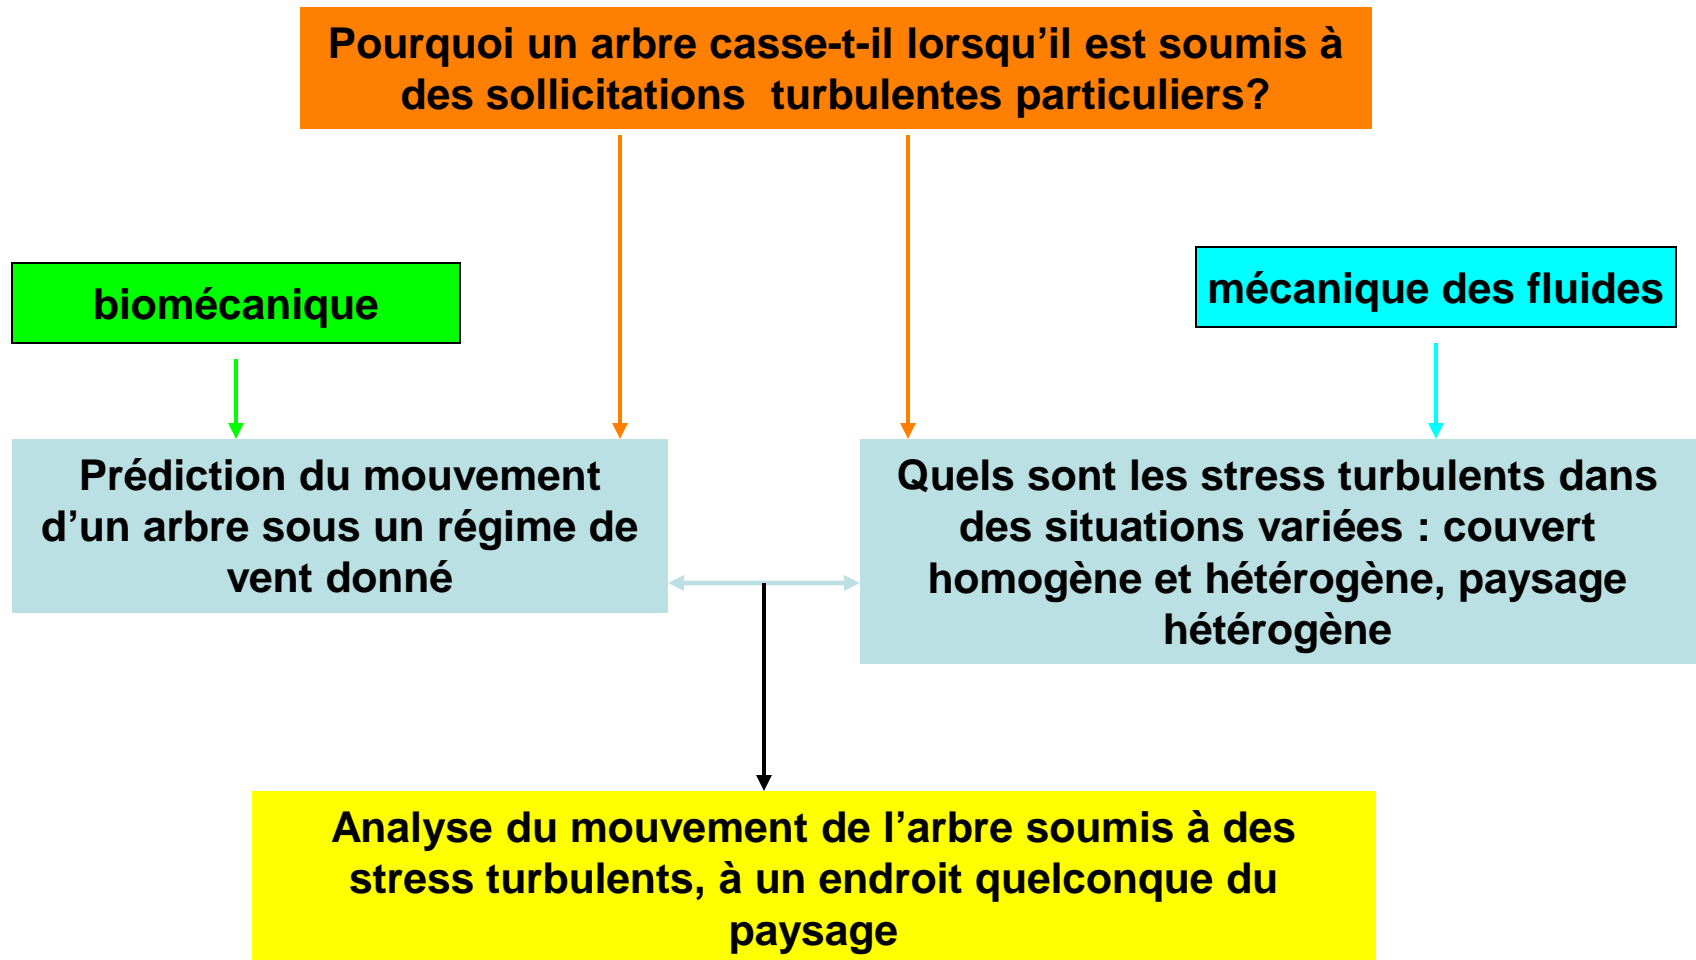 Pourquoi un arbre casse-t-il lorsqu’il est soumis à
des sollicitations  turbulentes particuliers?
biomécanique
mécanique des fluides
Prédiction du mouvement
d’un arbre sous un régime de
vent donné
Quels sont les stress turbulents dans
des situations variées : couvert
homogène et hétérogène, paysage
hétérogène
Analyse du mouvement de l’arbre soumis à des
stress turbulents, à un endroit quelconque du
paysage